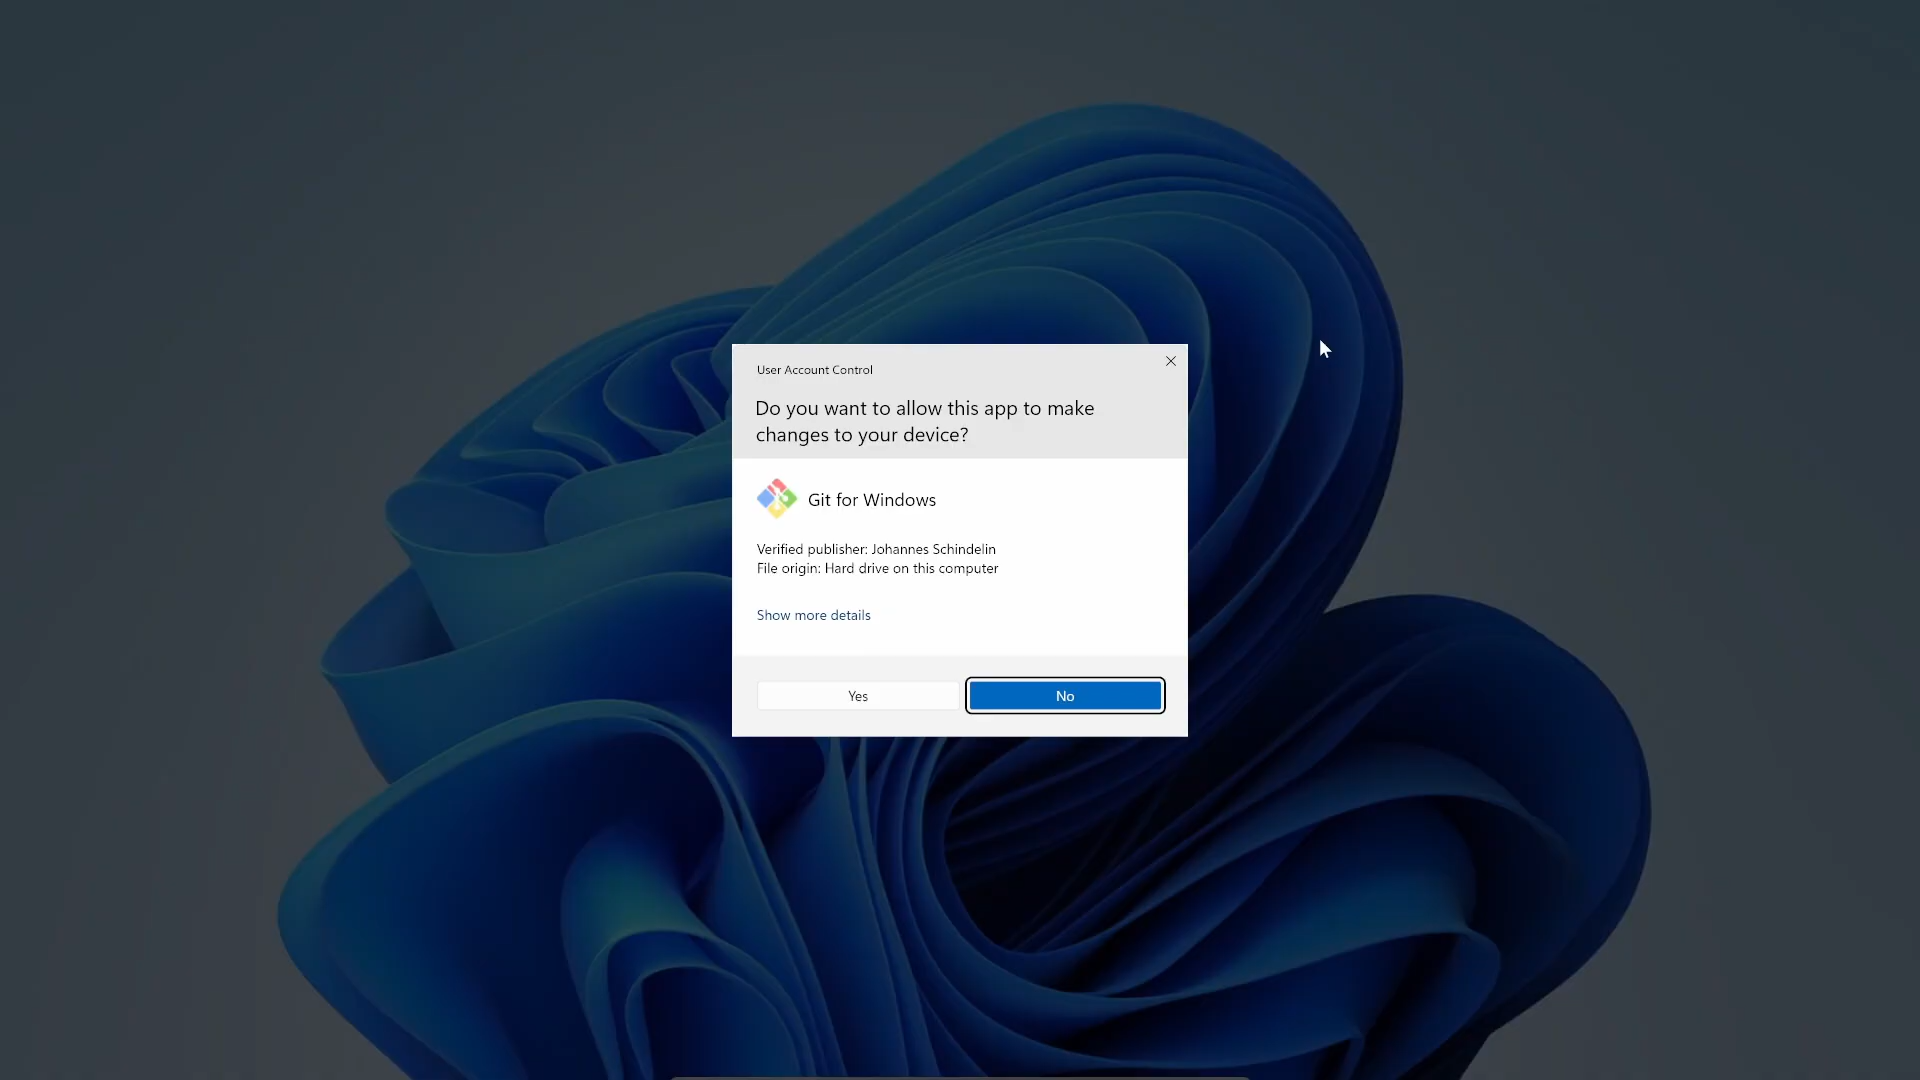 User Account Control
Do you want to allow this app to make
changes to your device?
Git for Windows
Verified publisher: Johannes Schindelin
File origin: Hard drive on this computer
Show more details
Yes
No